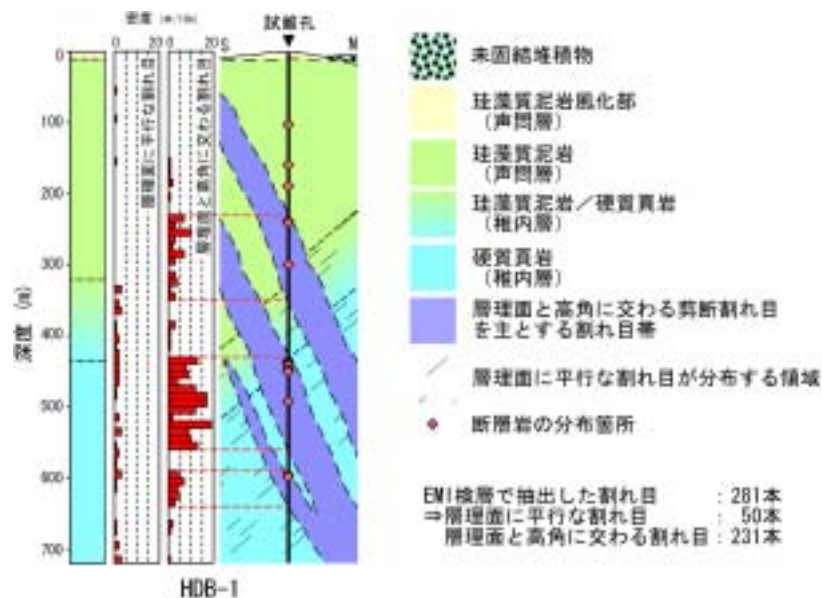 密度 (本/10m)
試錐孔
0 20 0 20 S N
層理面に平行な割れ目
層理面と高角に交わる割れ目
0
100
200
300
400
500
600
700
深度 (m)
HDB-1
未固結堆積物
珪藻質泥岩風化部
(声問層)
珪藻質泥岩
(声問層)
珪藻質泥岩/硬質頁岩
(稚内層)
硬質頁岩
(稚内層)
層理面と高角に交わる剪断割れ目
を主とする割れ目帯
層理面に平行な割れ目が分布する領域
断層岩の分布箇所
EMI検層で抽出した割れ目 : 281本
⇒層理面に平行な割れ目 : 50本
層理面と高角に交わる割れ目 : 231本